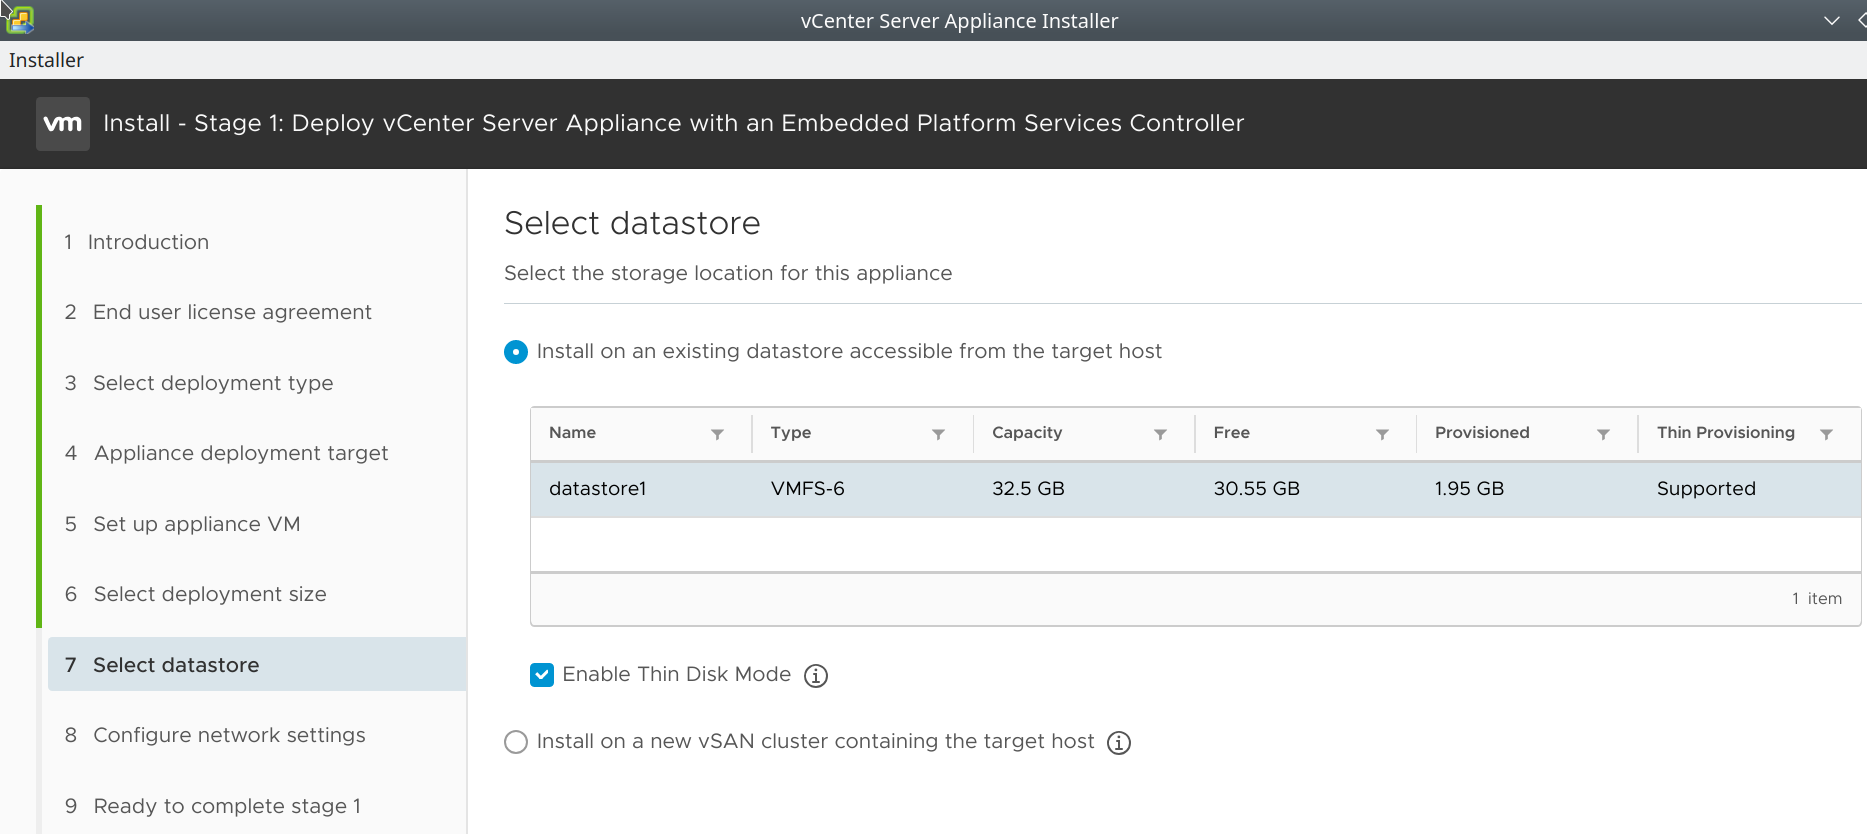 vCenter Server Appliance Installer
Installer
vm Install - Stage 1: Deploy vCenter Server Appliance with an Embedded Platform Services Controller
1 Introduction
2 End user license agreement
3 Select deployment type
4 Appliance deployment target
5 Set up appliance VM
6 Select deployment size
7 Select datastore
8 Configure network settings
9 Ready to complete stage 1
Select datastore
Select the storage location for this appliance
Install on an existing datastore accessible from the target host
Name Type Capacity Free Provisioned Thin Provisioning
datastore1 VMFS-6 32.5 GB 30.55 GB 1.95 GB Supported
1 item
Enable Thin Disk Mode
Install on a new vSAN cluster containing the target host